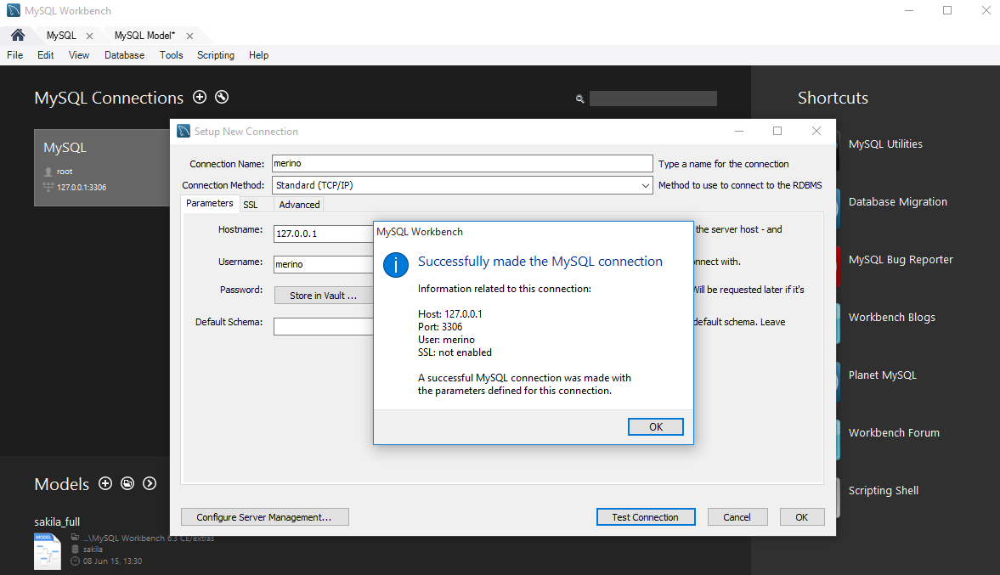 MySQL Workbench
MySQL
MySQL Model*
File Edit View Database Tools Scripting Help
MySQL Connections
Shortcuts
MySQL
root
127.0.0.1:3306
Setup New Connection
Connection Name: merino Type a name for the connection
Connection Method: Standard (TCP/IP) Method to use to connect to the RDBMS
Parameters SSL Advanced
Hostname: 127.0.0.1 the server host - and
Username: merino nnect with.
Password: Store in Vault ... Will be requested later if it's
Default Schema: default schema. Leave
MySQL Workbench
Successfully made the MySQL connection
Information related to this connection:
Host: 127.0.0.1
Port: 3306
User: merino
SSL: not enabled
A successful MySQL connection was made with
the parameters defined for this connection.
OK
Configure Server Management...
Test Connection
Cancel
OK
MySQL Utilities
Database Migration
MySQL Bug Reporter
Workbench Blogs
Planet MySQL
Workbench Forum
Scripting Shell
Models
sakila_full
MODEL
...\MySQL Workbench 6.3 CE/extras
sakila
08 Jun 15, 13:30